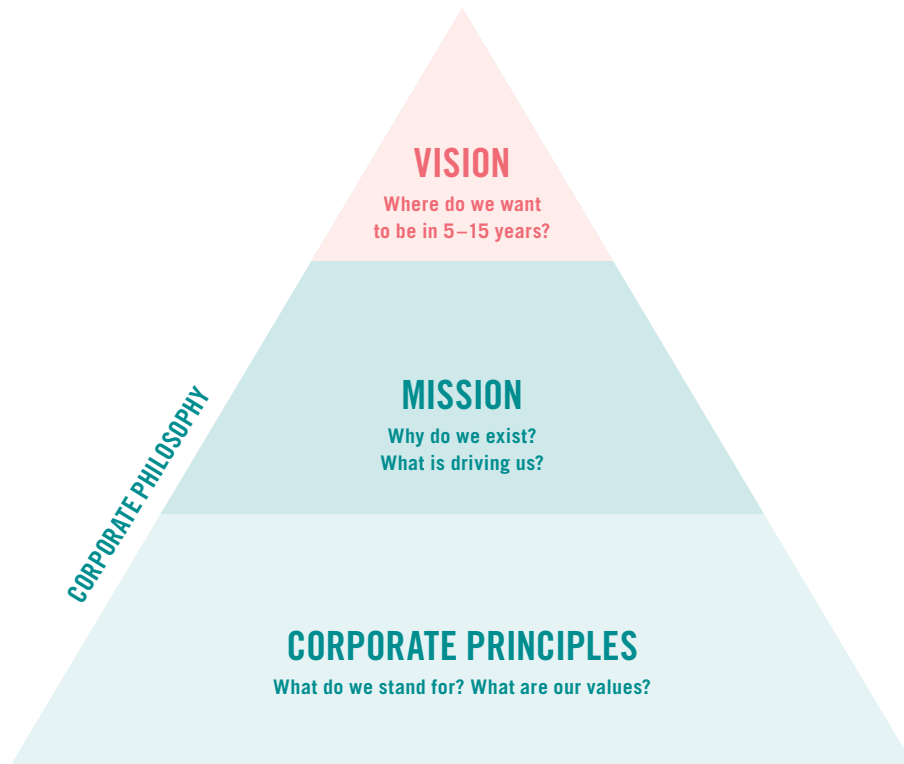 VISION
Where do we want
to be in 5–15 years?
MISSION
Why do we exist?
What is driving us?
CORPORATE PHILOSOPHY
CORPORATE PRINCIPLES
What do we stand for? What are our values?